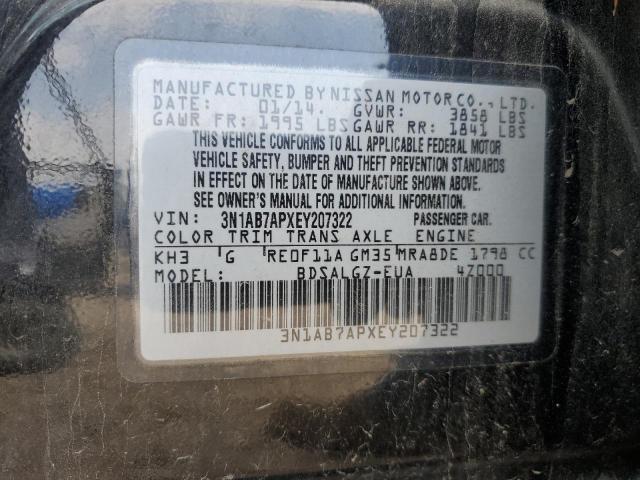 MANUFACTURED BY NISSAN MOTOR CO., LTD.
DATE: 01/14 GVWR: 3858 LBS
GAWR FR: 1995 LBS GAWR RR: 1841 LBS
THIS VEHICLE CONFORMS TO ALL APPLICABLE FEDERAL MOTOR
VEHICLE SAFETY, BUMPER AND THEFT PREVENTION STANDARDS
IN EFFECT ON THE DATE OF MANUFACTURE SHOWN ABOVE.
SEE OWNER'S MANUAL FOR ADDITIONAL INFORMATION.
VIN: 3N1AB7APXEY207322 PASSENGER CAR.
COLOR TRIM TRANS AXLE ENGINE
KH3 G RE0F11A GM35 MRA8DE 1798 CC
MODEL: BDSALGZ-EUA 4Z000
3N1AB7APXEY207322